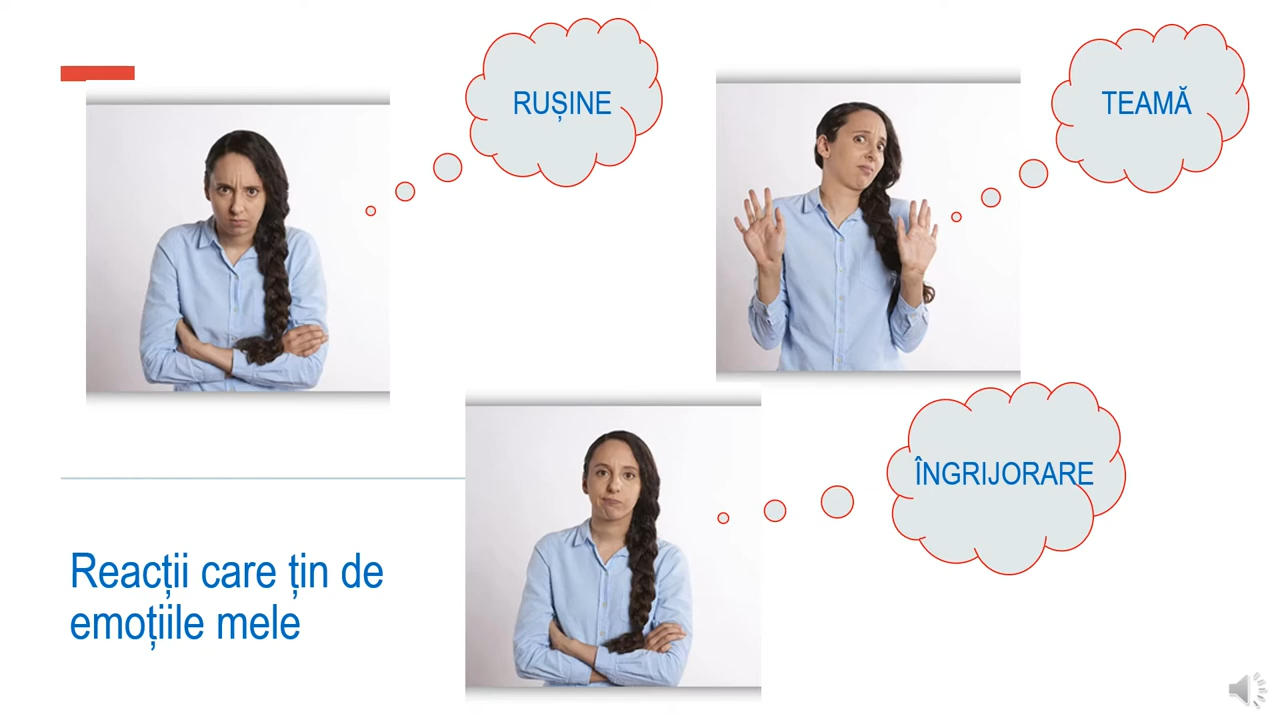 RUȘINE
TEAMĂ
ÎNGRIJORARE
Reacții care țin de
emoțiile mele